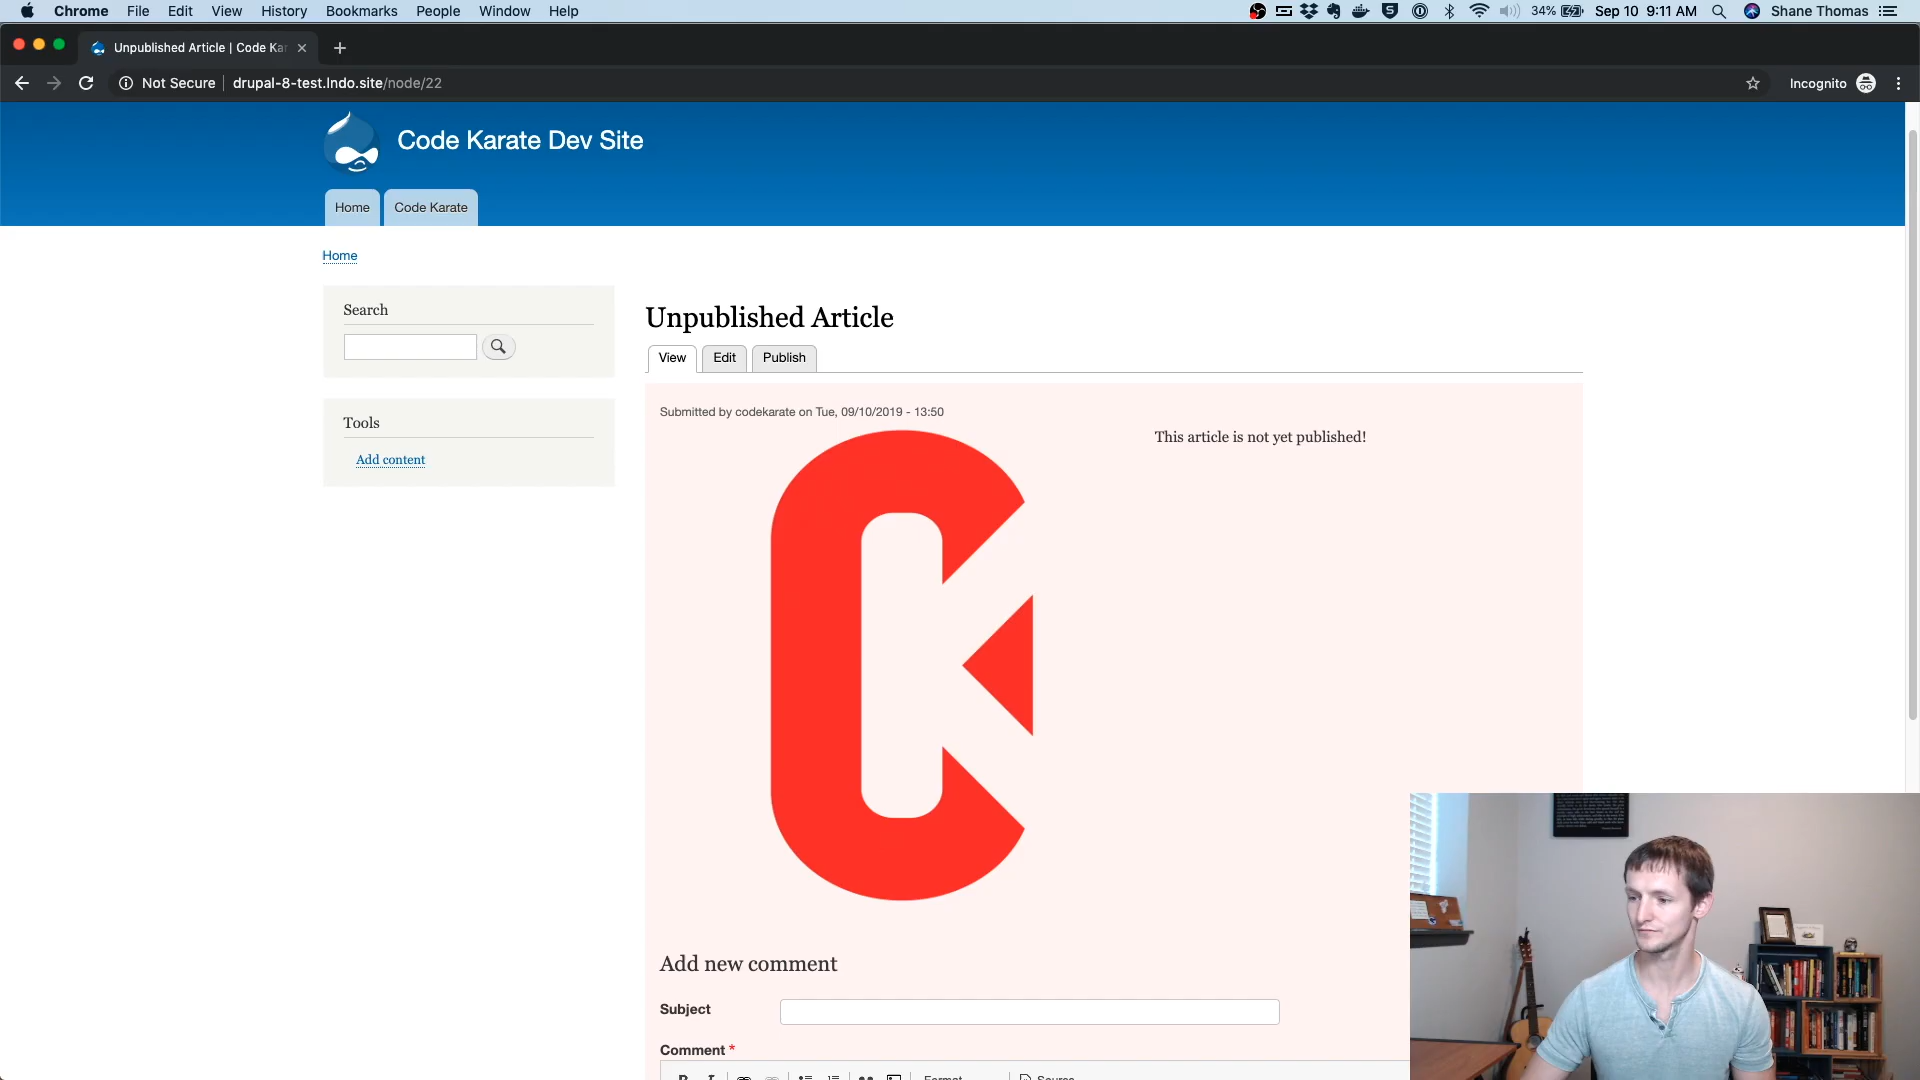 Chrome File Edit View History Bookmarks People Window Help 34% Sep 10 9:11 AM Shane Thomas
Unpublished Article | Code Kar
Not Secure drupal-8-test.lndo.site/node/22 Incognito
Code Karate Dev Site
Home Code Karate
Home
Search
Unpublished Article
View Edit Publish
Tools
Submitted by codekarate on Tue, 09/10/2019 - 13:50
This article is not yet published!
Add content
Add new comment
Subject
Comment *
B I Format Source